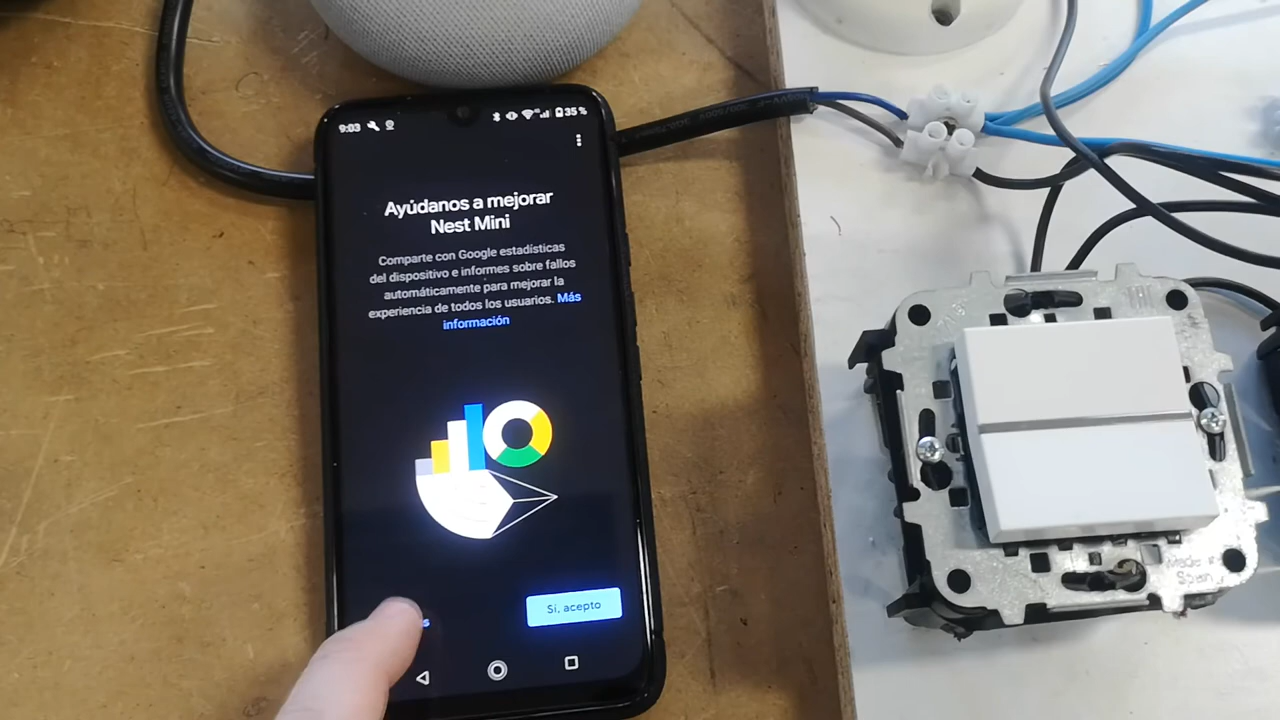 9:03
35%
Ayúdanos a mejorar
Nest Mini
Comparte con Google estadísticas
del dispositivo e informes sobre fallos
automáticamente para mejorar la
experiencia de todos los usuarios. Más
información
Sí, acepto